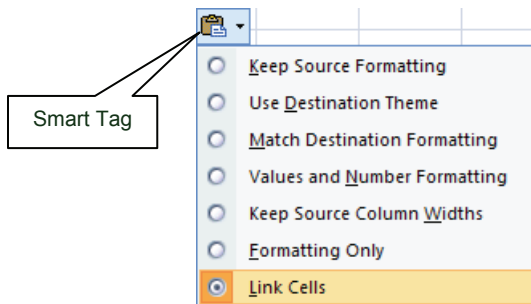 Smart Tag
Keep Source Formatting
Use Destination Theme
Match Destination Formatting
Values and Number Formatting
Keep Source Column Widths
Formatting Only
Link Cells